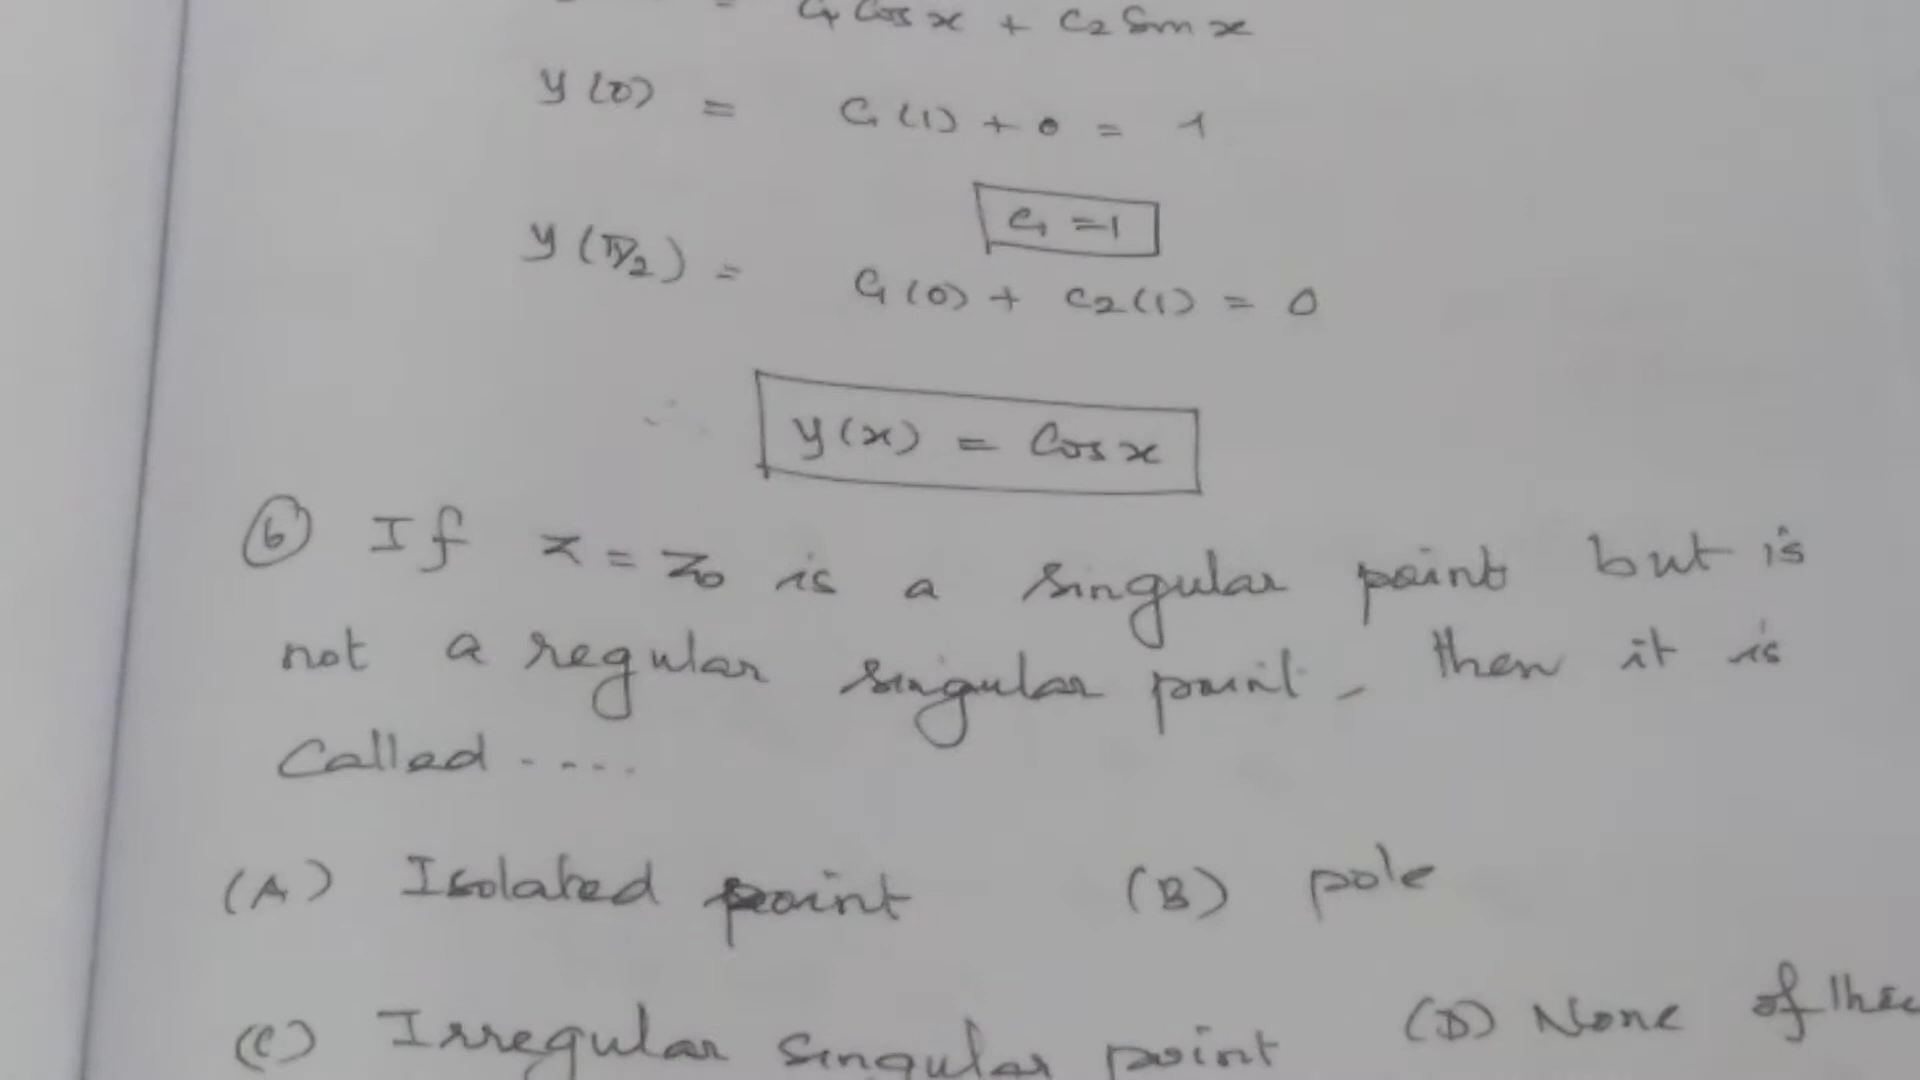 = C1 Cos x + C2 Sin x
y(0) = C1(1) + 0 = 1
C1 = 1
y(π/2) = C1(0) + C2(1) = 0
y(x) = Cos x
6 If z = z0 is a singular point but is
not a regular singular point, then it is
Called ....
(A) Isolated point (B) pole
(C) Irregular singular point (D) None of